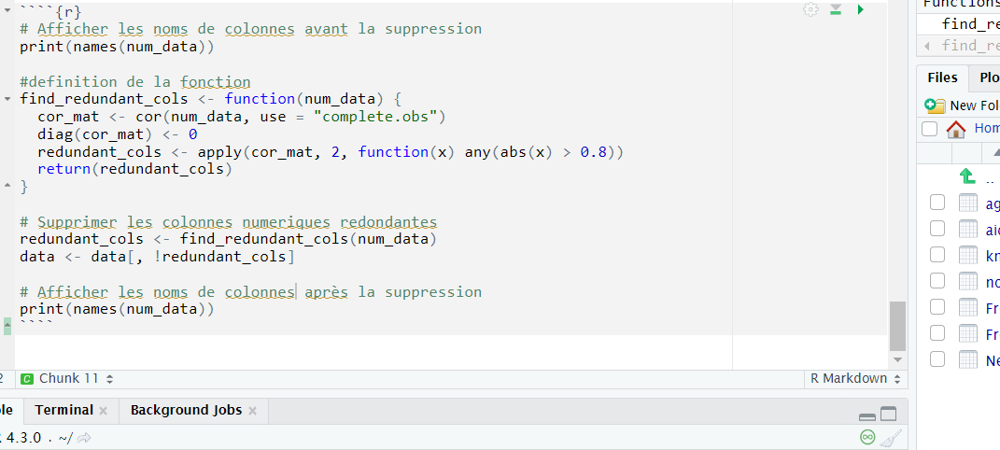 ````{r}
# Afficher les noms de colonnes avant la suppression
print(names(num_data))
#definition de la fonction
find_redundant_cols <- function(num_data) {
cor_mat <- cor(num_data, use = "complete.obs")
diag(cor_mat) <- 0
redundant_cols <- apply(cor_mat, 2, function(x) any(abs(x) > 0.8))
return(redundant_cols)
}
# Supprimer les colonnes numeriques redondantes
redundant_cols <- find_redundant_cols(num_data)
data <- data[, !redundant_cols]
# Afficher les noms de colonnes après la suppression
print(names(num_data))
````
2 C Chunk 11 R Markdown
Terminal Background Jobs
4.3.0 . ~/
Functions
find_re
find_re
Files Plo
New Fol
Hom
..
ag
aid
kn
no
Fr
Fr
Ne